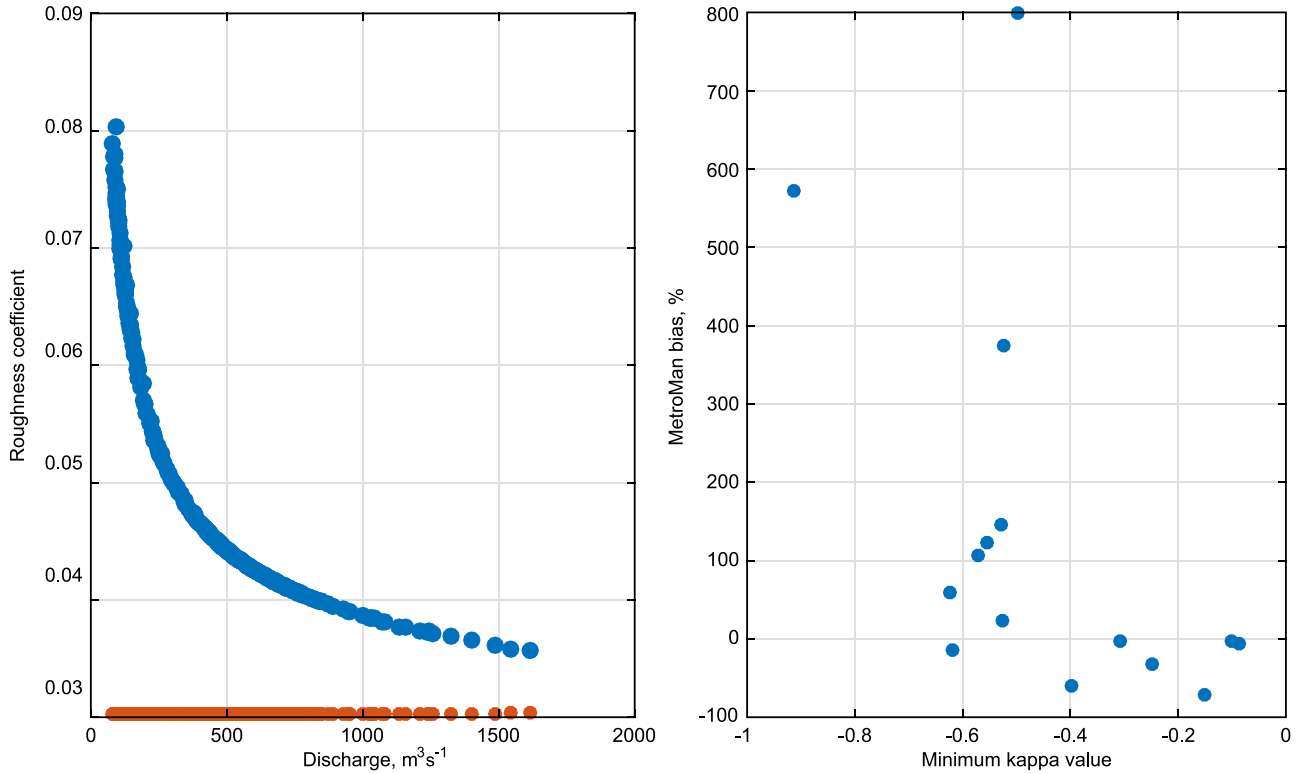 0.09
0.08
0.07
0.06
0.05
0.04
0.03
Roughness coefficient
0 500 1000 1500 2000
Discharge, m³s⁻¹
800
700
600
500
400
300
200
100
0
-100
MetroMan bias, %
-1 -0.8 -0.6 -0.4 -0.2 0
Minimum kappa value